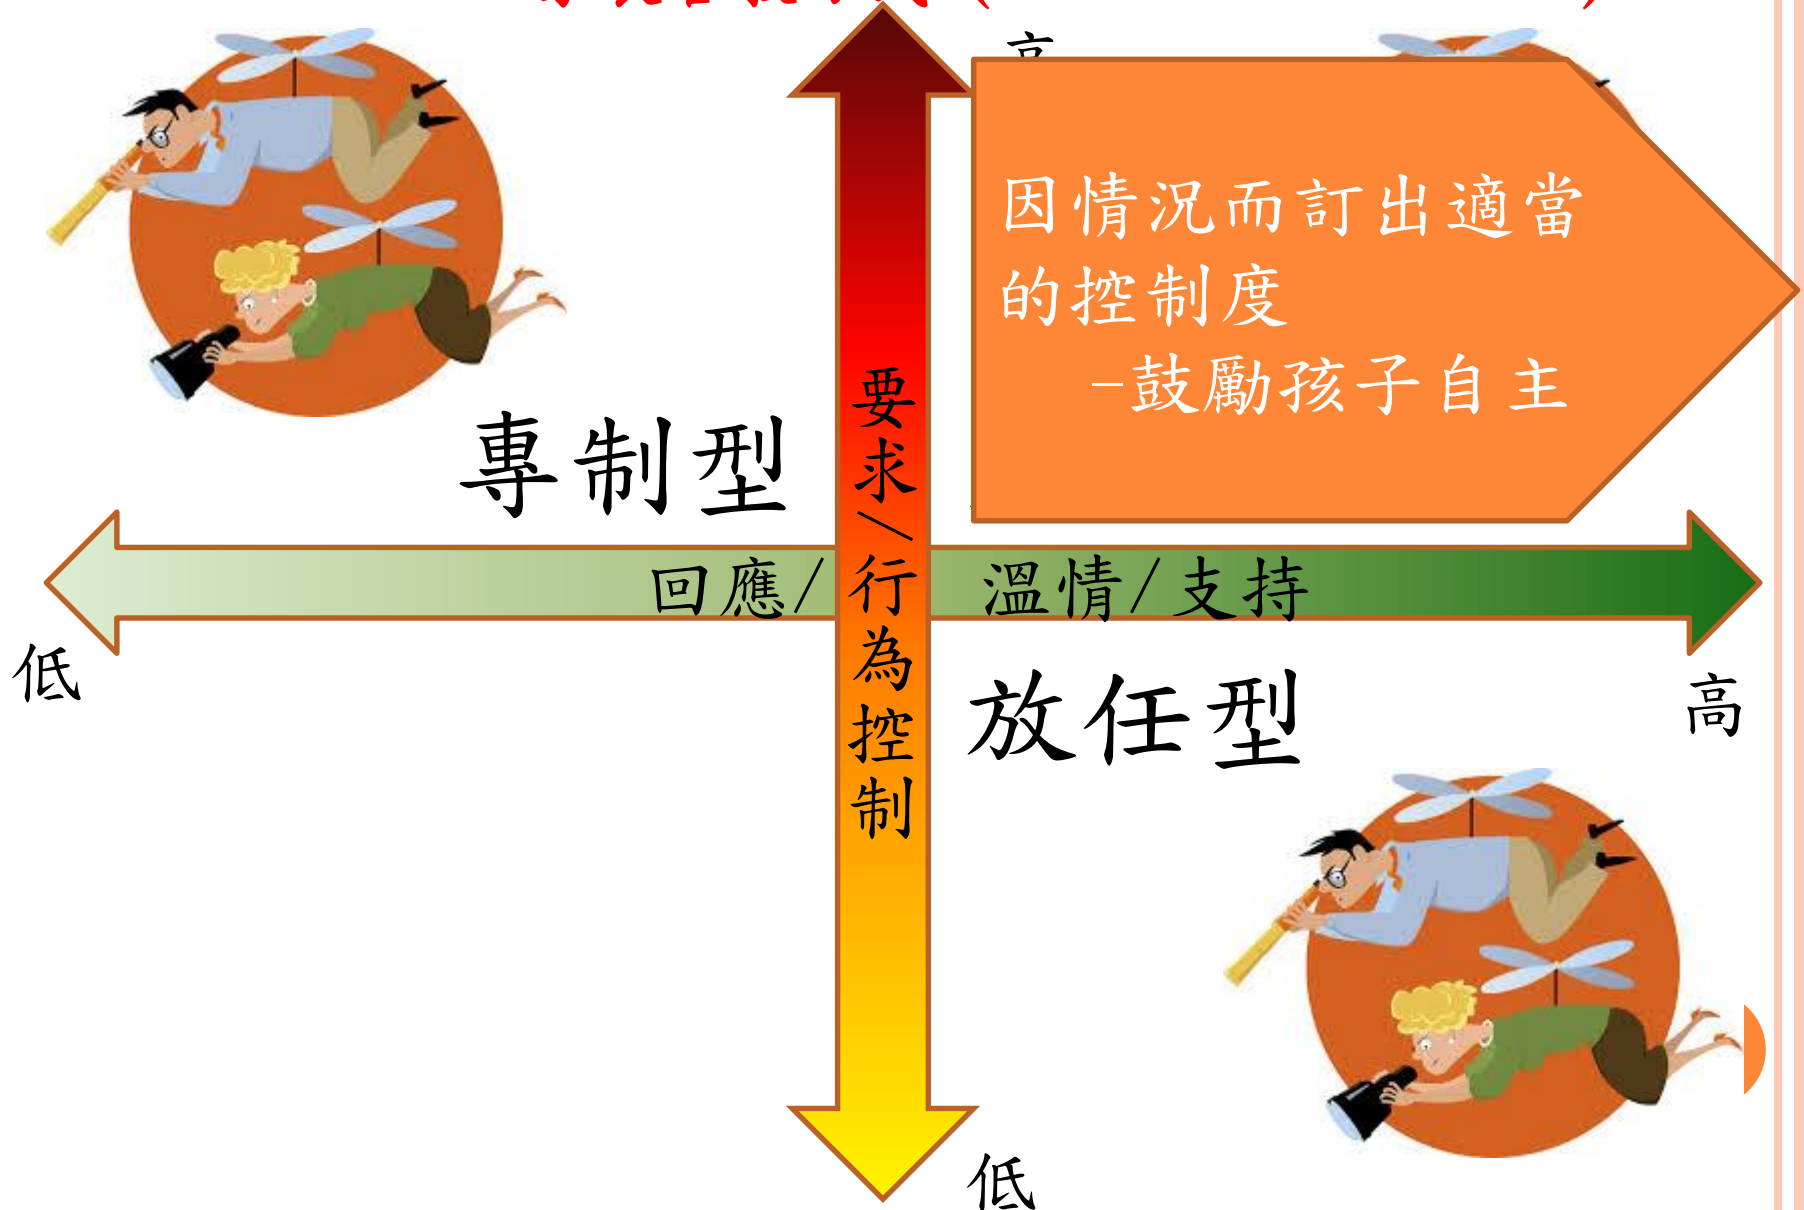 因情況而訂出適當
的控制度
-鼓勵孩子自主
專制型
要求/行為控制
回應/ 溫情/支持
低
高
放任型
低